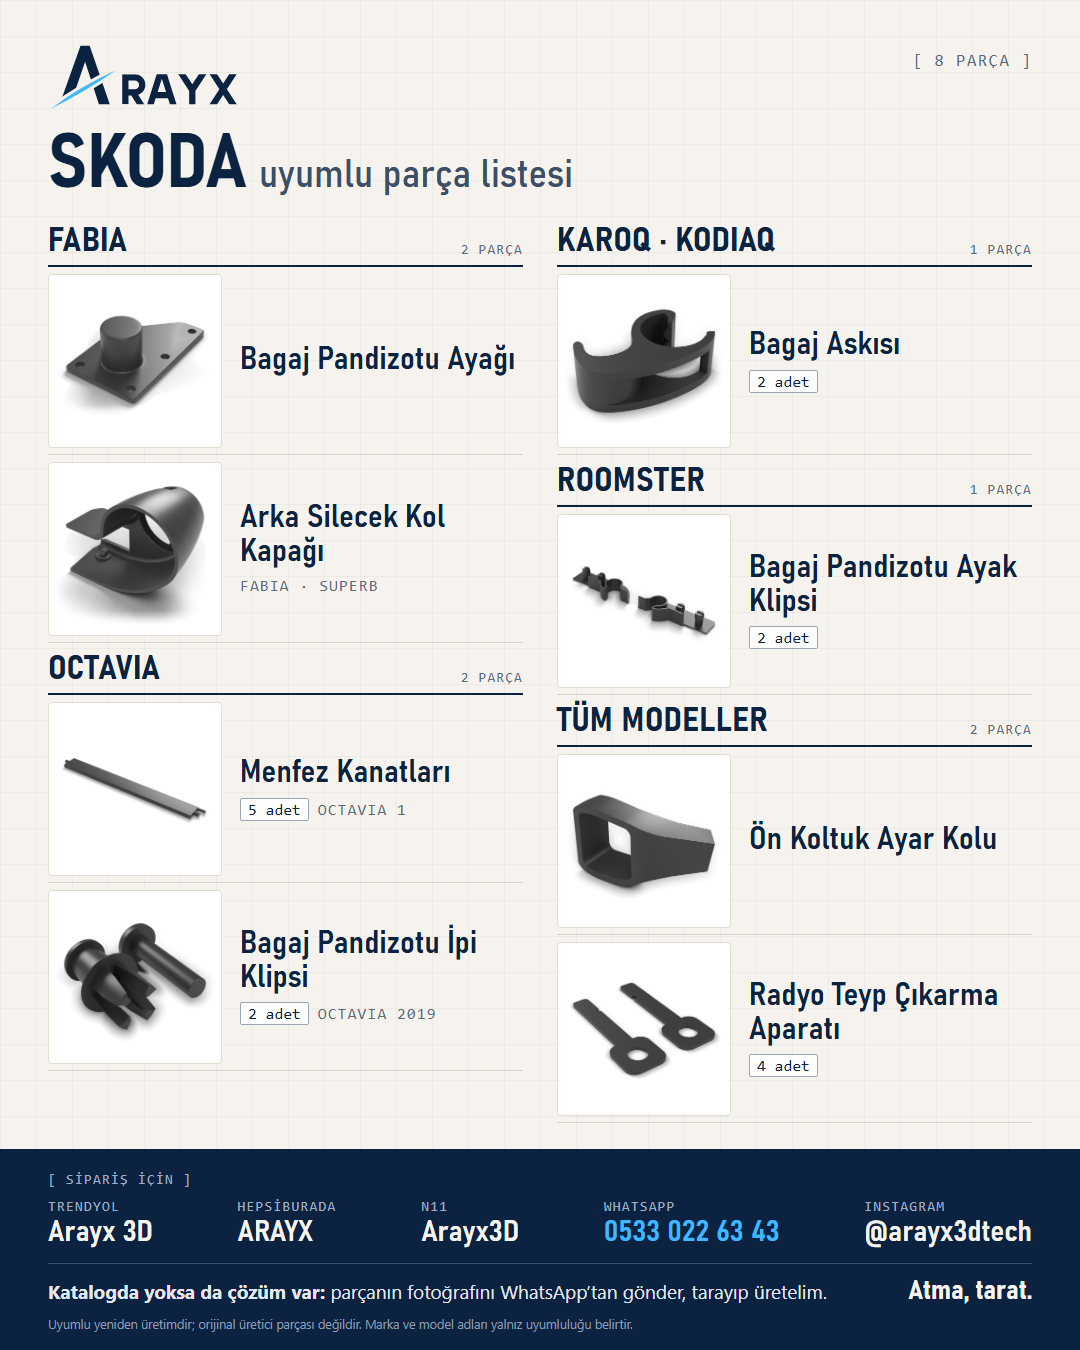 ARAYX
[ 8 PARÇA ]
SKODA uyumlu parça listesi
FABIA
2 PARÇA
Bagaj Pandizotu Ayağı
Arka Silecek Kol
Kapağı
FABIA · SUPERB
OCTAVIA
2 PARÇA
Menfez Kanatları
5 adet OCTAVIA 1
Bagaj Pandizotu İpi
Klipsi
2 adet OCTAVIA 2019
KAROQ · KODIAQ
1 PARÇA
Bagaj Askısı
2 adet
ROOMSTER
1 PARÇA
Bagaj Pandizotu Ayak
Klipsi
2 adet
TÜM MODELLER
2 PARÇA
Ön Koltuk Ayar Kolu
Radyo Teyp Çıkarma
Aparatı
4 adet
[ SİPARİŞ İÇİN ]
TRENDYOL
Arayx 3D
HEPSİBURADA
ARAYX
N11
Arayx3D
WHATSAPP
0533 022 63 43
INSTAGRAM
@arayx3dtech
Katalogda yoksa da çözüm var: parçanın fotoğrafını WhatsApp'tan gönder, tarayıp üretelim.
Atma, tarat.
Uyumlu yeniden üretimdir; orijinal üretici parçası değildir. Marka ve model adları yalnız uyumluluğu belirtir.